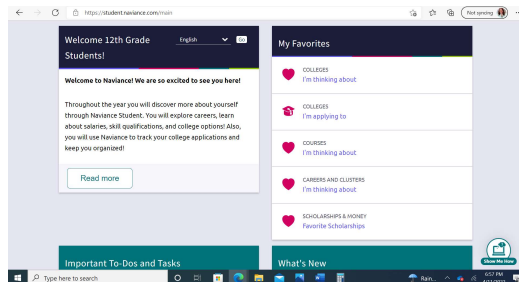 https://student.naviance.com/main
Not syncing
Welcome 12th Grade
Students!
English
Go
Welcome to Naviance! We are so excited to see you here!
Throughout the year you will discover more about yourself
through Naviance Student. You will explore careers, learn
about salaries, skill qualifications, and college options! Also,
you will use Naviance to track your college applications and
keep you organized!
Read more
My Favorites
COLLEGES
I'm thinking about
COLLEGES
I'm applying to
COURSES
I'm thinking about
CAREERS AND CLUSTERS
I'm thinking about
SCHOLARSHIPS & MONEY
Favorite Scholarships
Important To-Dos and Tasks
What's New
Show Me How
Type here to search
Rain...
6:57 PM